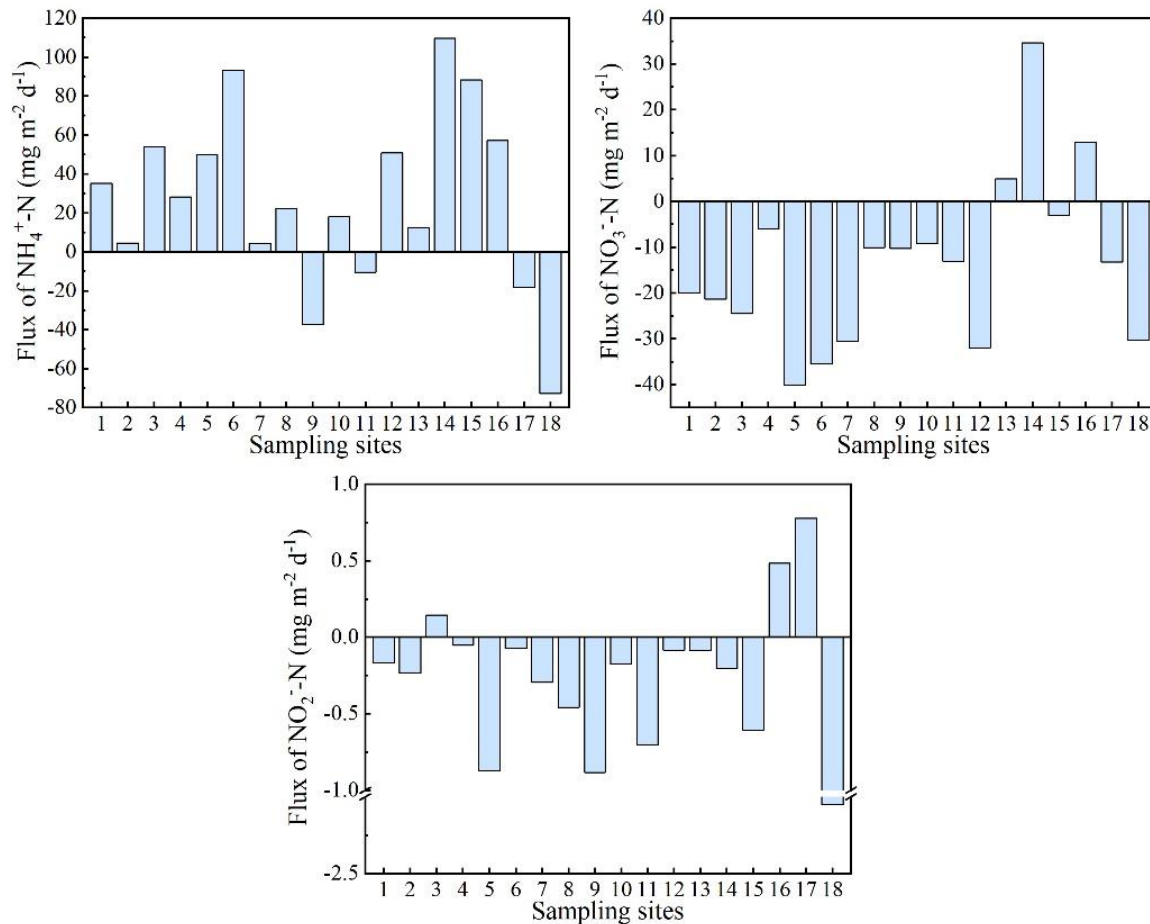 120
100
80
60
40
20
0
-20
-40
-60
-80
Flux of NH₄⁺-N (mg m⁻² d⁻¹)
1 2 3 4 5 6 7 8 9 10 11 12 13 14 15 16 17 18
Sampling sites
40
30
20
10
0
-10
-20
-30
-40
Flux of NO₃⁻-N (mg m⁻² d⁻¹)
1 2 3 4 5 6 7 8 9 10 11 12 13 14 15 16 17 18
Sampling sites
1.0
0.5
0.0
-0.5
-1.0
-2.5
Flux of NO₂⁻-N (mg m⁻² d⁻¹)
1 2 3 4 5 6 7 8 9 10 11 12 13 14 15 16 17 18
Sampling sites